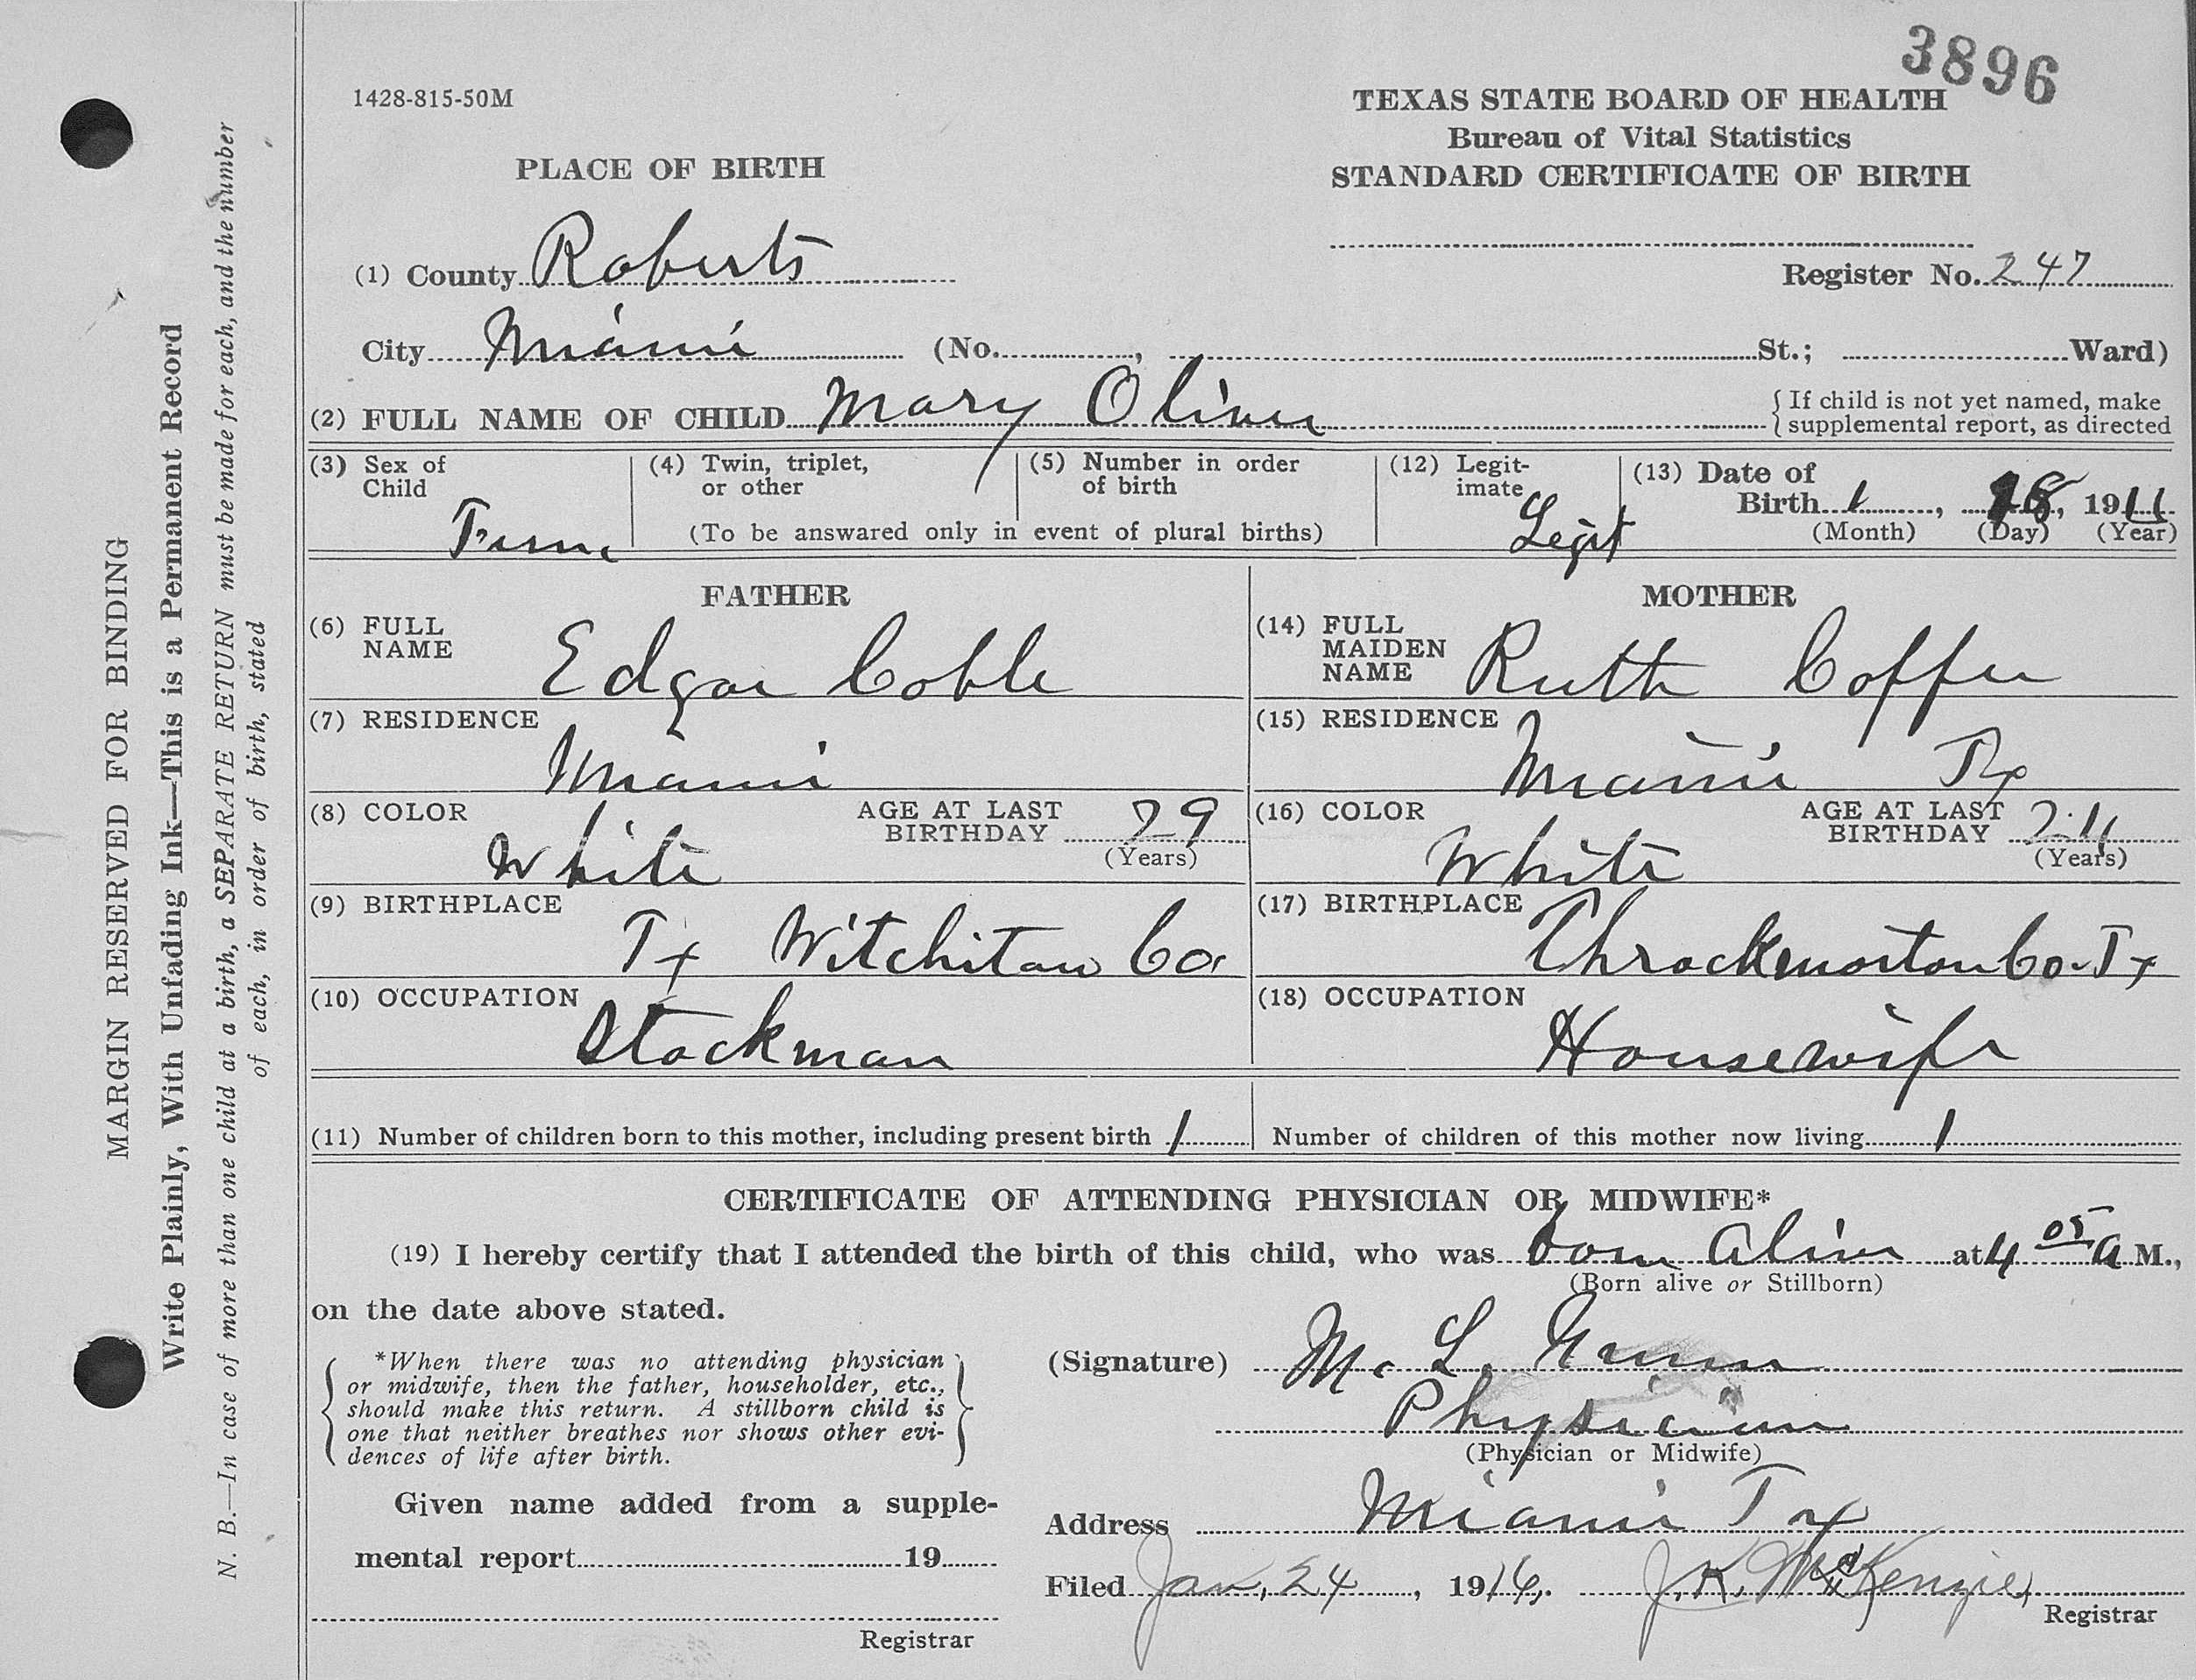 3896
1428-815-50M
TEXAS STATE BOARD OF HEALTH
Bureau of Vital Statistics
STANDARD CERTIFICATE OF BIRTH
PLACE OF BIRTH
(1) County Roberts
Register No. 247
City Miami (No. , St.; Ward)
(2) FULL NAME OF CHILD Mary Oliver
{ If child is not yet named, make
supplemental report, as directed
(3) Sex of
Child
Fem
(4) Twin, triplet,
or other
(5) Number in order
of birth
(To be answared only in event of plural births)
(12) Legit-
imate
Legit
(13) Date of
Birth 1, 18, 19
(Month) (Day) (Year)
FATHER
(6) FULL
NAME
Edgar Coble
(7) RESIDENCE
Miami
(8) COLOR
White
AGE AT LAST
BIRTHDAY 29
(Years)
(9) BIRTHPLACE
Tx Witchitaw Co.
(10) OCCUPATION
Stockman
MOTHER
(14) FULL
MAIDEN
NAME
Ruth Coffee
(15) RESIDENCE
Miami Tx
(16) COLOR
White
AGE AT LAST
BIRTHDAY
(Years)
(17) BIRTHPLACE
Throckmorton Co. Tx
(18) OCCUPATION
Housewife
(11) Number of children born to this mother, including present birth 1
Number of children of this mother now living 1
CERTIFICATE OF ATTENDING PHYSICIAN OR MIDWIFE*
(19) I hereby certify that I attended the birth of this child, who was born alive at 4 05 a M.,
(Born alive or Stillborn)
on the date above stated.
*When there was no attending physician
or midwife, then the father, householder, etc.,
should make this return. A stillborn child is
one that neither breathes nor shows other evi-
dences of life after birth.
(Signature) M. L.
Physician
(Physician or Midwife)
Given name added from a supple-
mental report 19
Registrar
Address Miami Tex
Filed Jan, 24, 1916. J. K. McKenzie
Registrar
MARGIN RESERVED FOR BINDING
Write Plainly, With Unfading Ink—This is a Permanent Record
N. B.—In case of more than one child at a birth, a SEPARATE RETURN must be made for each, and the number
of each, in order of birth, stated